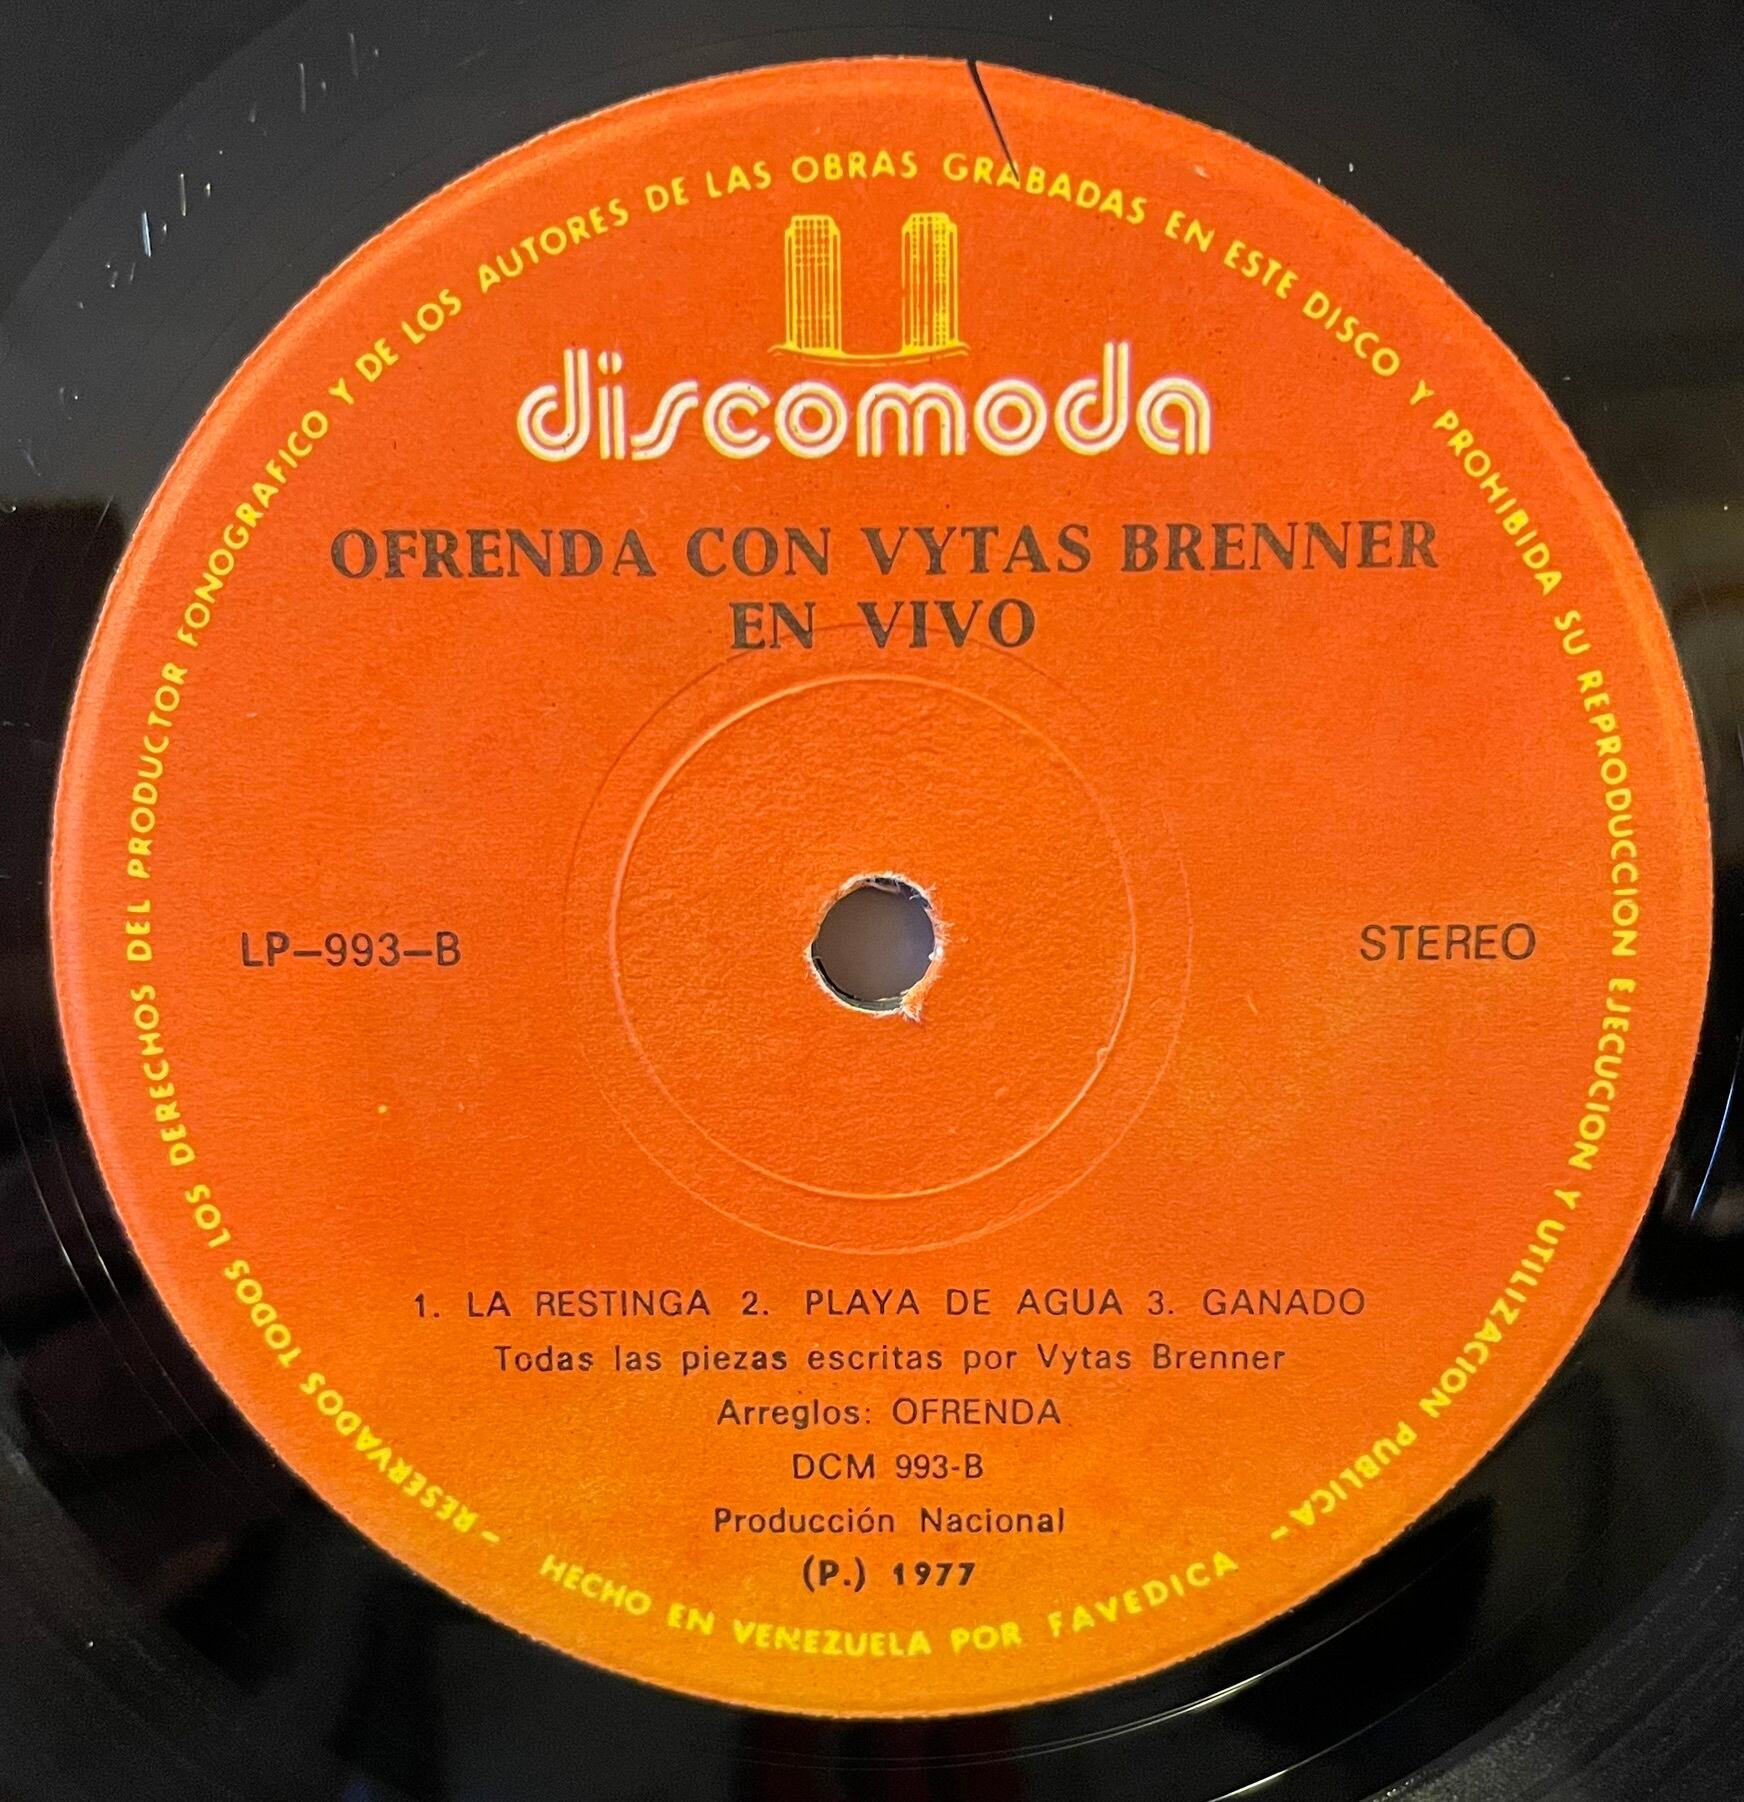 RESERVADOS TODOS LOS DERECHOS DEL PRODUCTOR FONOGRAFICO Y DE LOS AUTORES DE LAS OBRAS GRABADAS EN ESTE DISCO Y PROHIBIDA SU REPRODUCCION EJECUCION Y UTILIZACION PUBLICA-
discomoda
OFRENDA CON VYTAS BRENNER
EN VIVO
LP-993-B
STEREO
1. LA RESTINGA 2. PLAYA DE AGUA 3. GANADO
Todas las piezas escritas por Vytas Brenner
Arreglos: OFRENDA
DCM 993-B
Producción Nacional
(P.) 1977
- HECHO EN VENEZUELA POR FAVEDICA